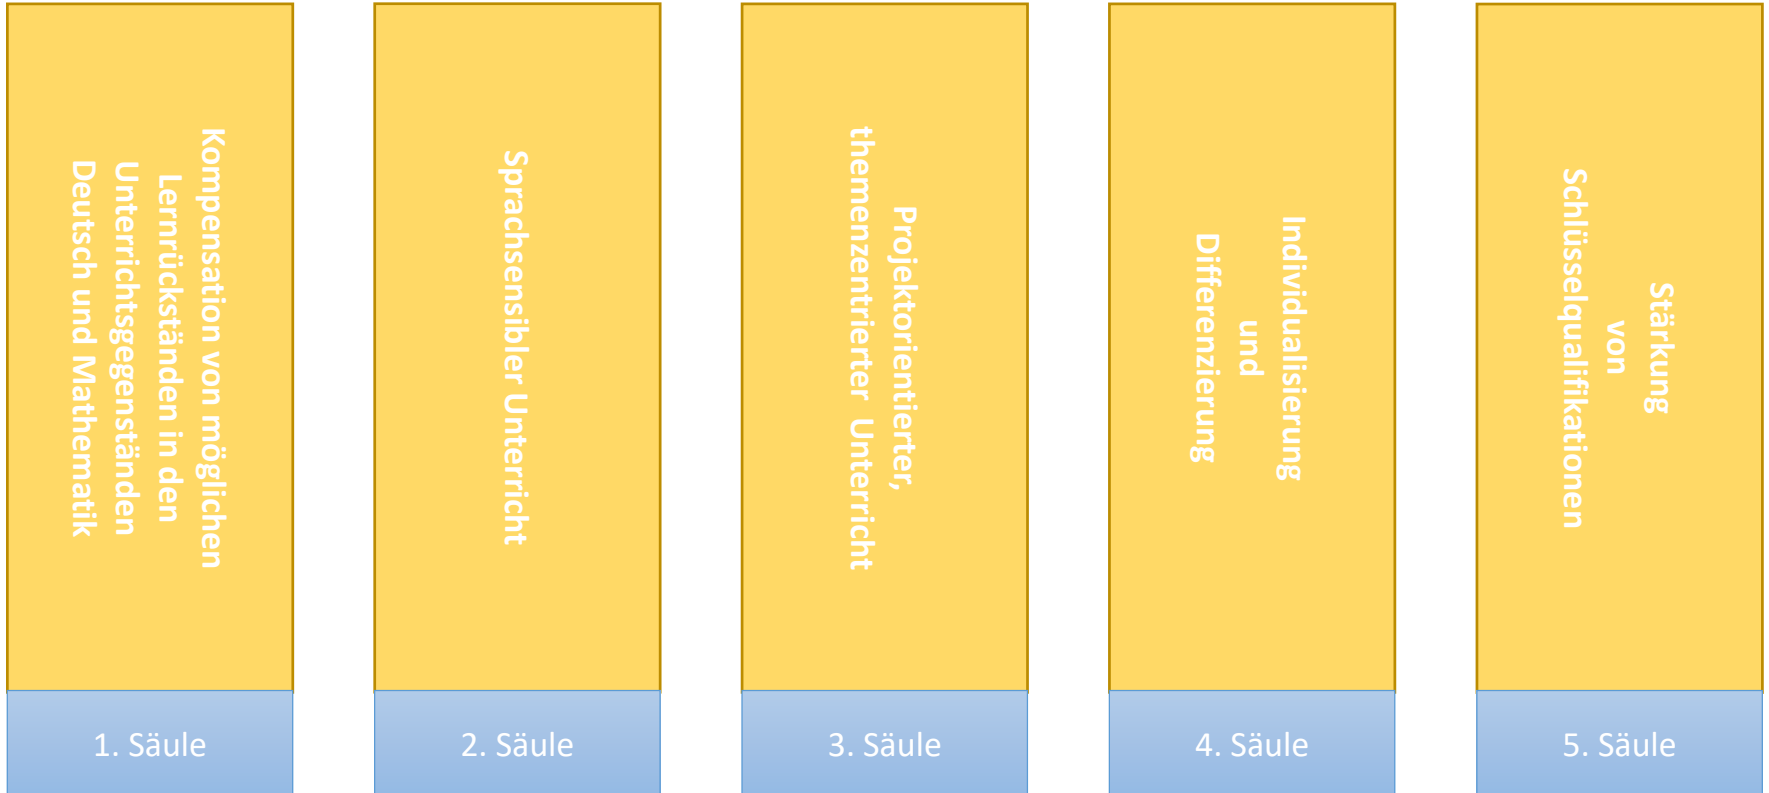 Kompensation von möglichen
Lernrückständen in den
Unterrichtsgegenständen
Deutsch und Mathematik
1. Säule
Sprachsensibler Unterricht
2. Säule
Projektorientierter,
themenzentrierter Unterricht
3. Säule
Individualisierung
und
Differenzierung
4. Säule
Stärkung
von
Schlüsselqualifikationen
5. Säule